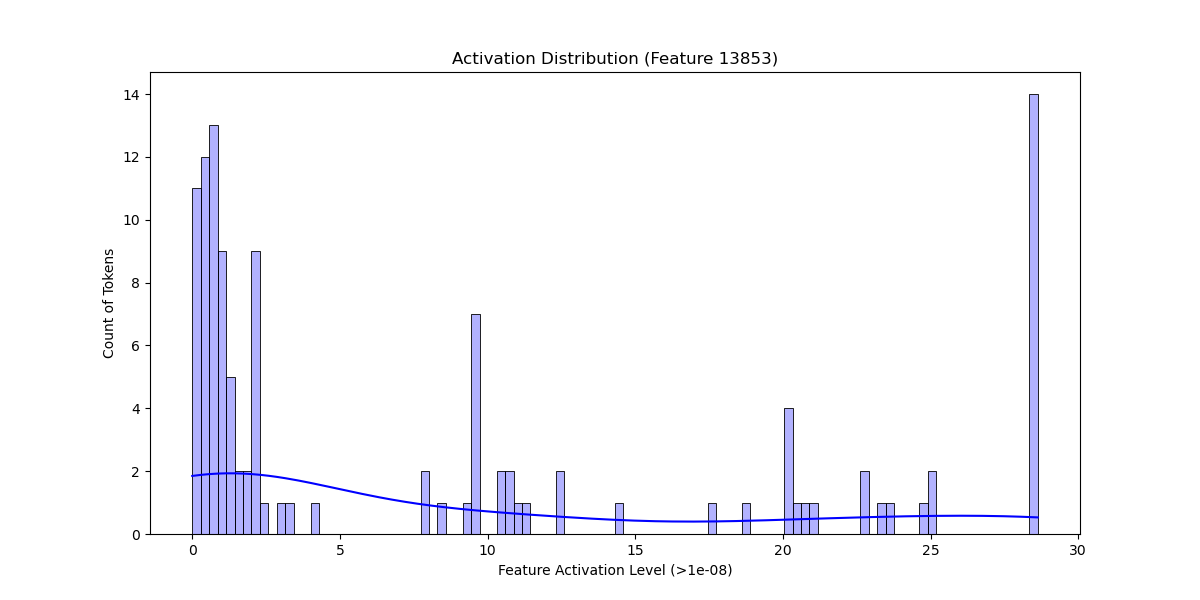 Activation Distribution (Feature 13853)
Count of Tokens
14
12
10
8
6
4
2
0
0 5 10 15 20 25 30
Feature Activation Level (>1e-08)